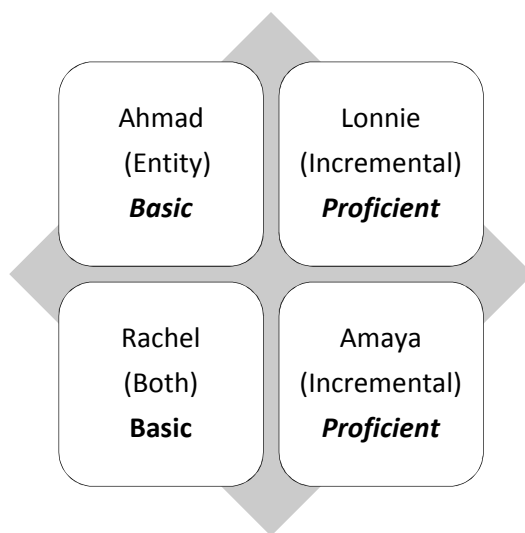 Ahmad
(Entity)
Basic
Lonnie
(Incremental)
Proficient
Rachel
(Both)
Basic
Amaya
(Incremental)
Proficient